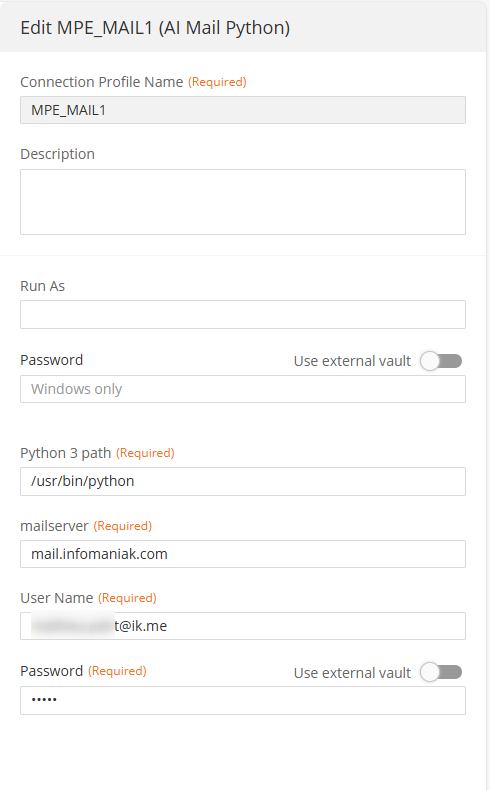 Edit MPE_MAIL1 (AI Mail Python)
Connection Profile Name (Required)
MPE_MAIL1
Description
Run As
Password Use external vault
Windows only
Python 3 path (Required)
/usr/bin/python
mailserver (Required)
mail.infomaniak.com
User Name (Required)
t@ik.me
Password (Required) Use external vault
•••••